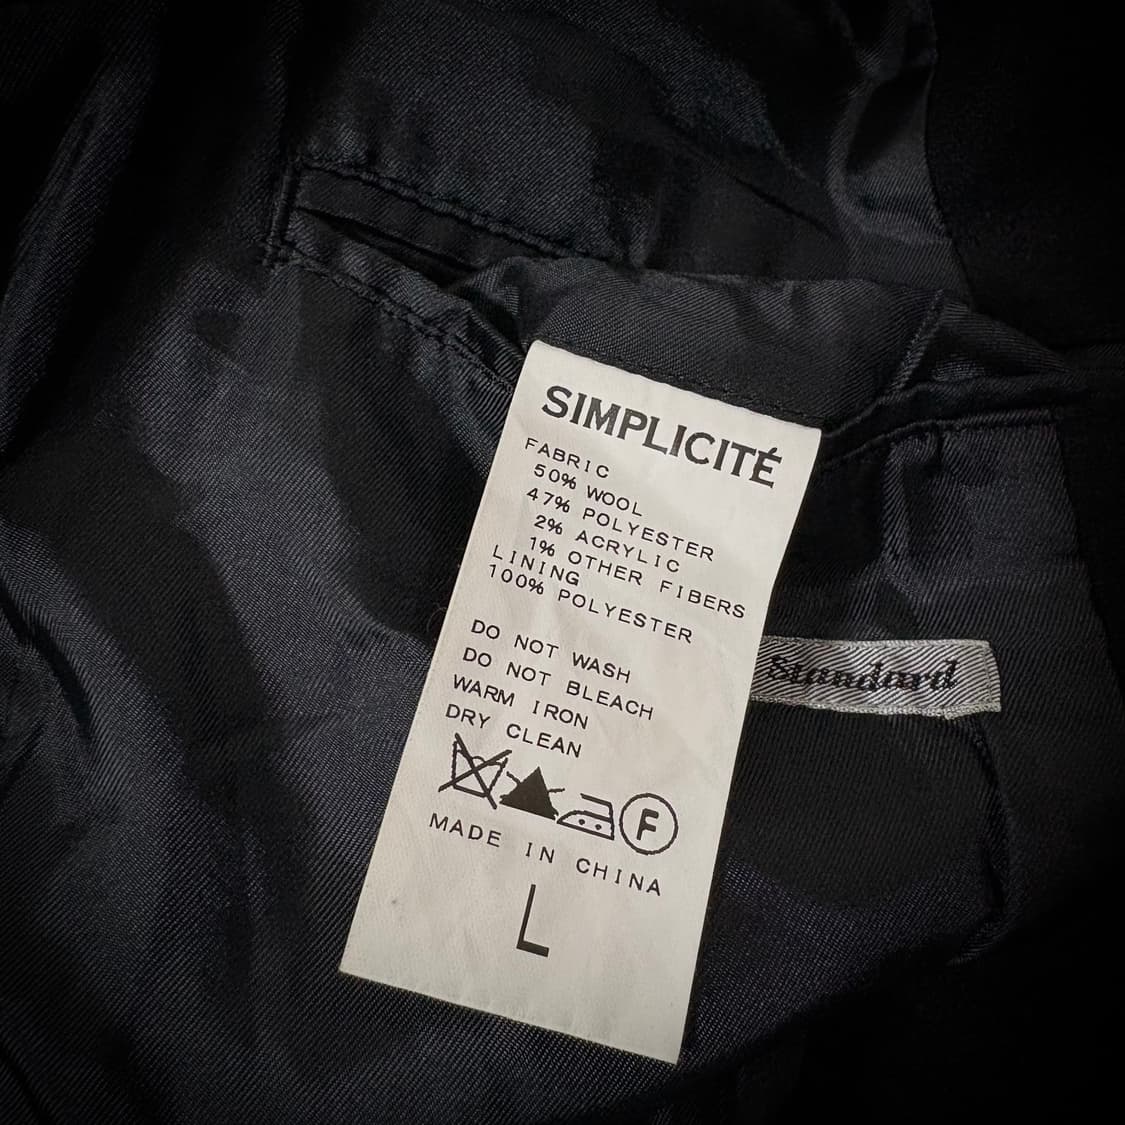 SIMPLICITÉ
FABRIC
50% WOOL
47% POLYESTER
2% ACRYLIC
1% OTHER FIBERS
LINING
100% POLYESTER
DO NOT WASH
DO NOT BLEACH
WARM IRON
DRY CLEAN
F
MADE IN CHINA
L
Standard